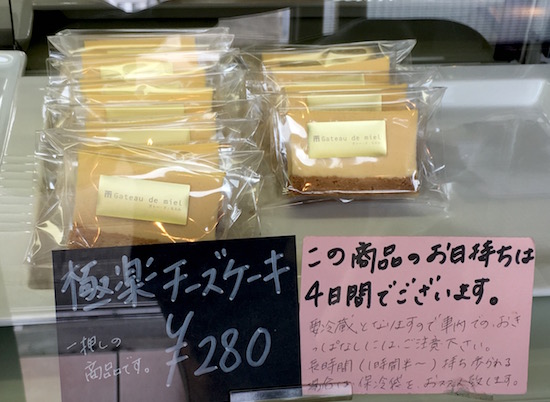 Gateau de miel
Gateau de miel
極楽チーズケーキ
¥280
一押しの
商品です。
この商品のお日持ちは
4日間でございます。
要冷蔵となりますので車内でのおき
っぱなしにはご注意下さい。
長時間(1時間半〜)持ち歩かれる
場合は保冷袋をおススメ致します。